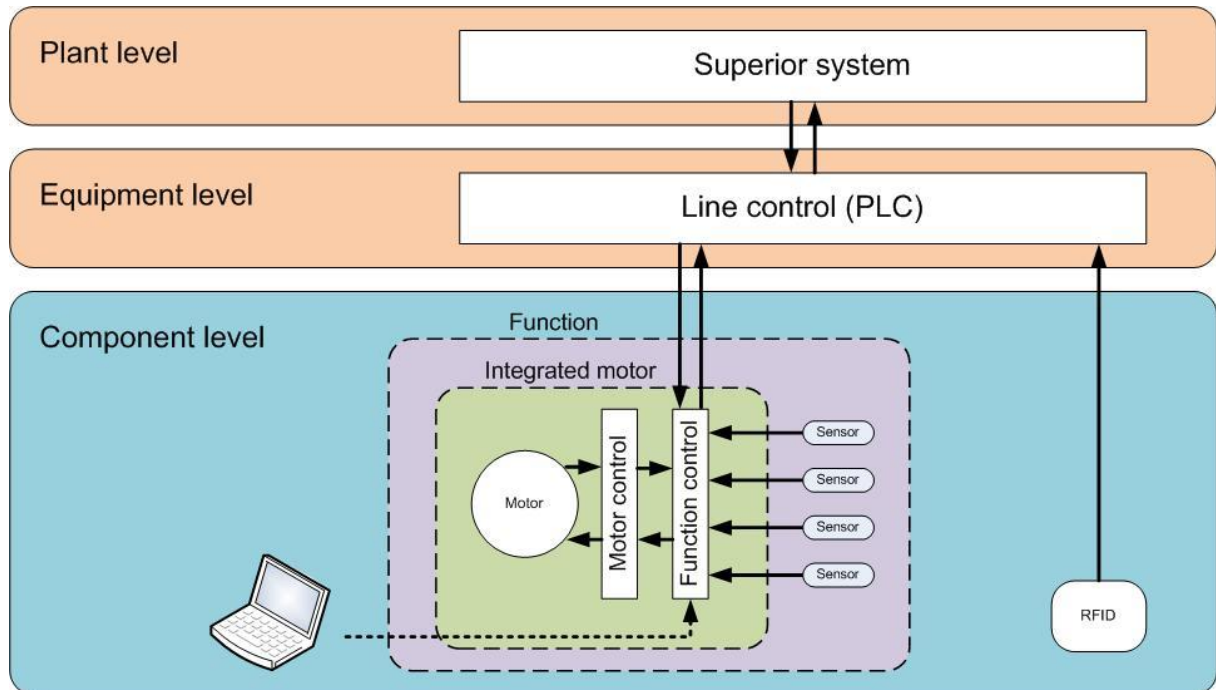 Plant level
Superior system
Equipment level
Line control (PLC)
Component level
Function
Integrated motor
Motor
Motor control
Function control
Sensor
Sensor
Sensor
Sensor
RFID